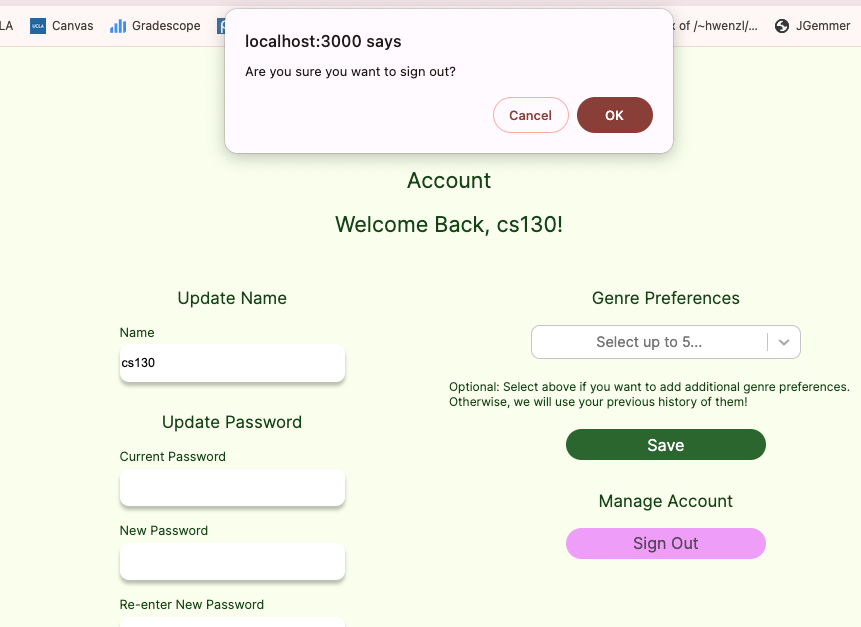 LA
UCLA
Canvas
Gradescope
of /~hwenzl/...
JGemmer
localhost:3000 says
Are you sure you want to sign out?
Cancel
OK
Account
Welcome Back, cs130!
Update Name
Name
cs130
Update Password
Current Password
New Password
Re-enter New Password
Genre Preferences
Select up to 5...
Optional: Select above if you want to add additional genre preferences.
Otherwise, we will use your previous history of them!
Save
Manage Account
Sign Out